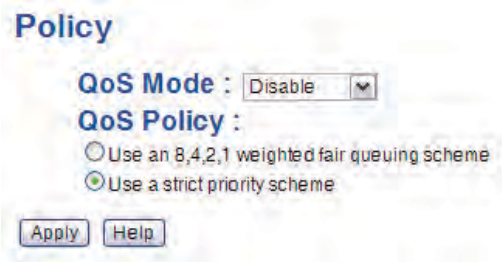 Policy
QoS Mode : Disable
QoS Policy :
Use an 8,4,2,1 weighted fair queuing scheme
Use a strict priority scheme
Apply Help